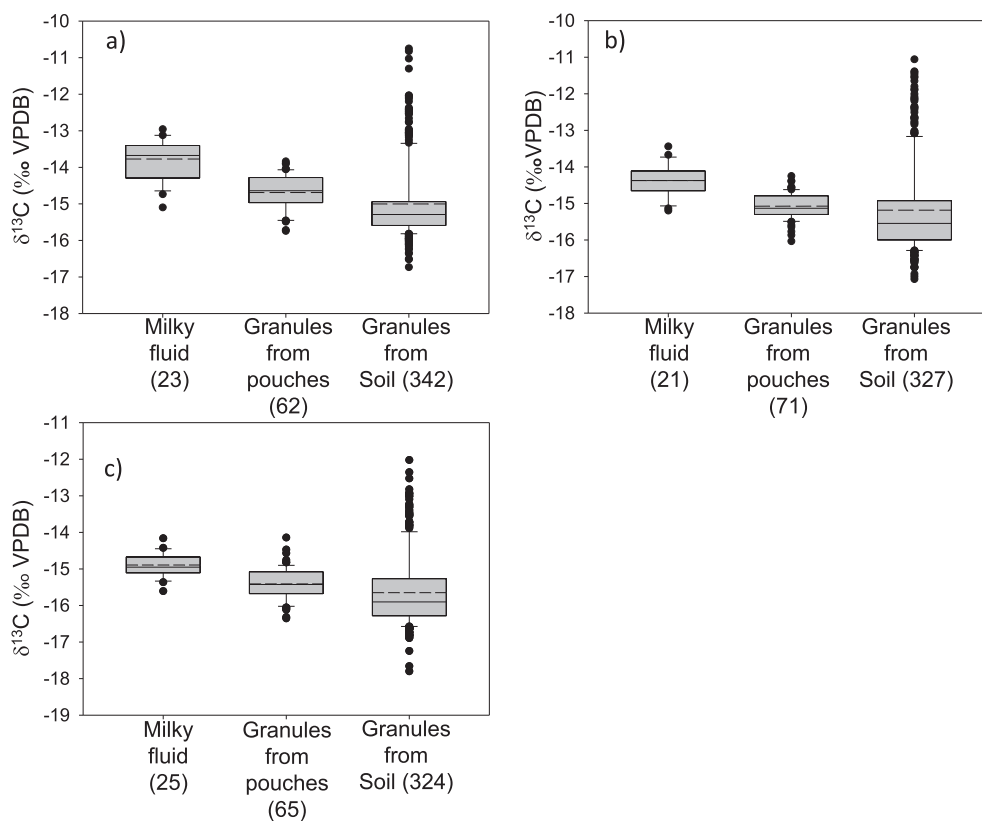 a)
δ¹³C (‰ VPDB)
-10
-11
-12
-13
-14
-15
-16
-17
-18
Milky
fluid
(23)
Granules
from
pouches
(62)
Granules
from
Soil (342)
b)
δ¹³C (‰VPDB)
-10
-11
-12
-13
-14
-15
-16
-17
-18
Milky
fluid
(21)
Granules
from
pouches
(71)
Granules
from
Soil (327)
c)
δ¹³C (‰ VPDB)
-11
-12
-13
-14
-15
-16
-17
-18
-19
Milky
fluid
(25)
Granules
from
pouches
(65)
Granules
from
Soil (324)